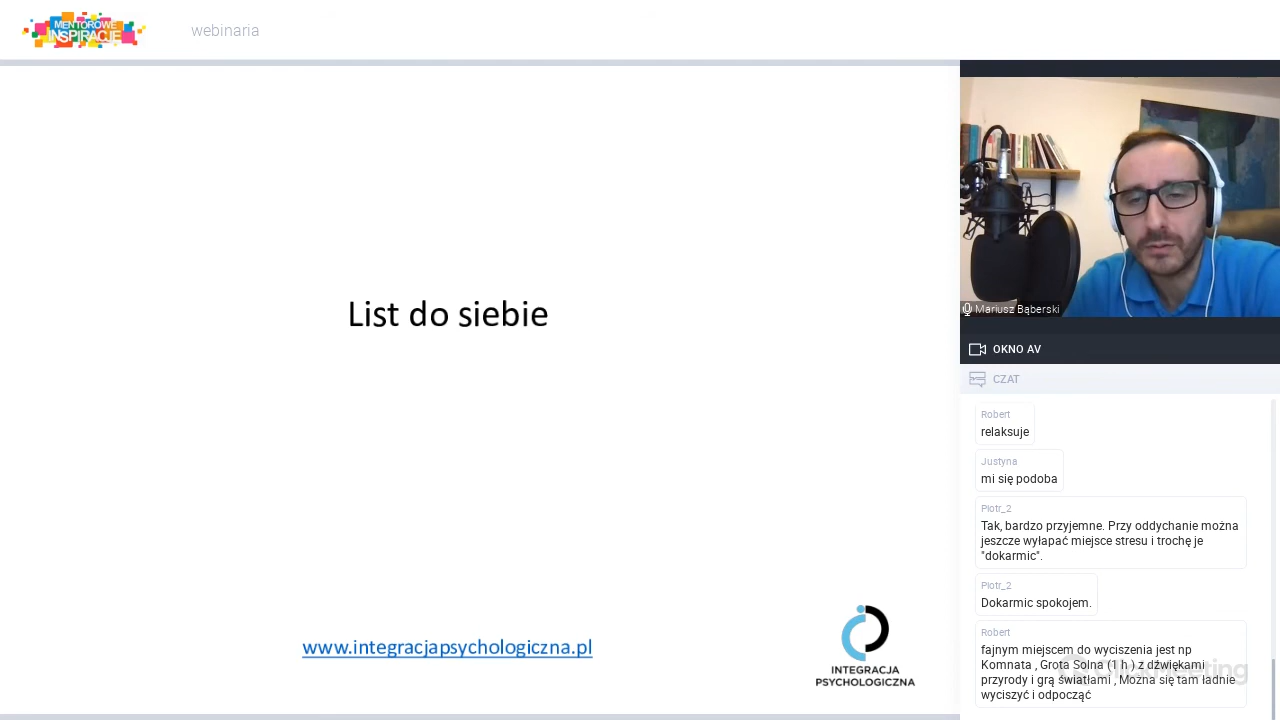 MENTOROWE
INSPIRACJE
webinaria
List do siebie
www.integracjapsychologiczna.pl
INTEGRACJA
PSYCHOLOGICZNA
Mariusz Bąberski
OKNO AV
CZAT
Robert
relaksuje
Justyna
mi się podoba
Piotr_2
Tak, bardzo przyjemne. Przy oddychanie można
jeszcze wyłapać miejsce stresu i trochę je
"dokarmic".
Piotr_2
Dokarmic spokojem.
Robert
fajnym miejscem do wyciszenia jest np
Komnata , Grota Solna (1 h ) z dźwiękami
przyrody i grą światłami , Można się tam ładnie
wyciszyć i odpocząć
ClickMeeting